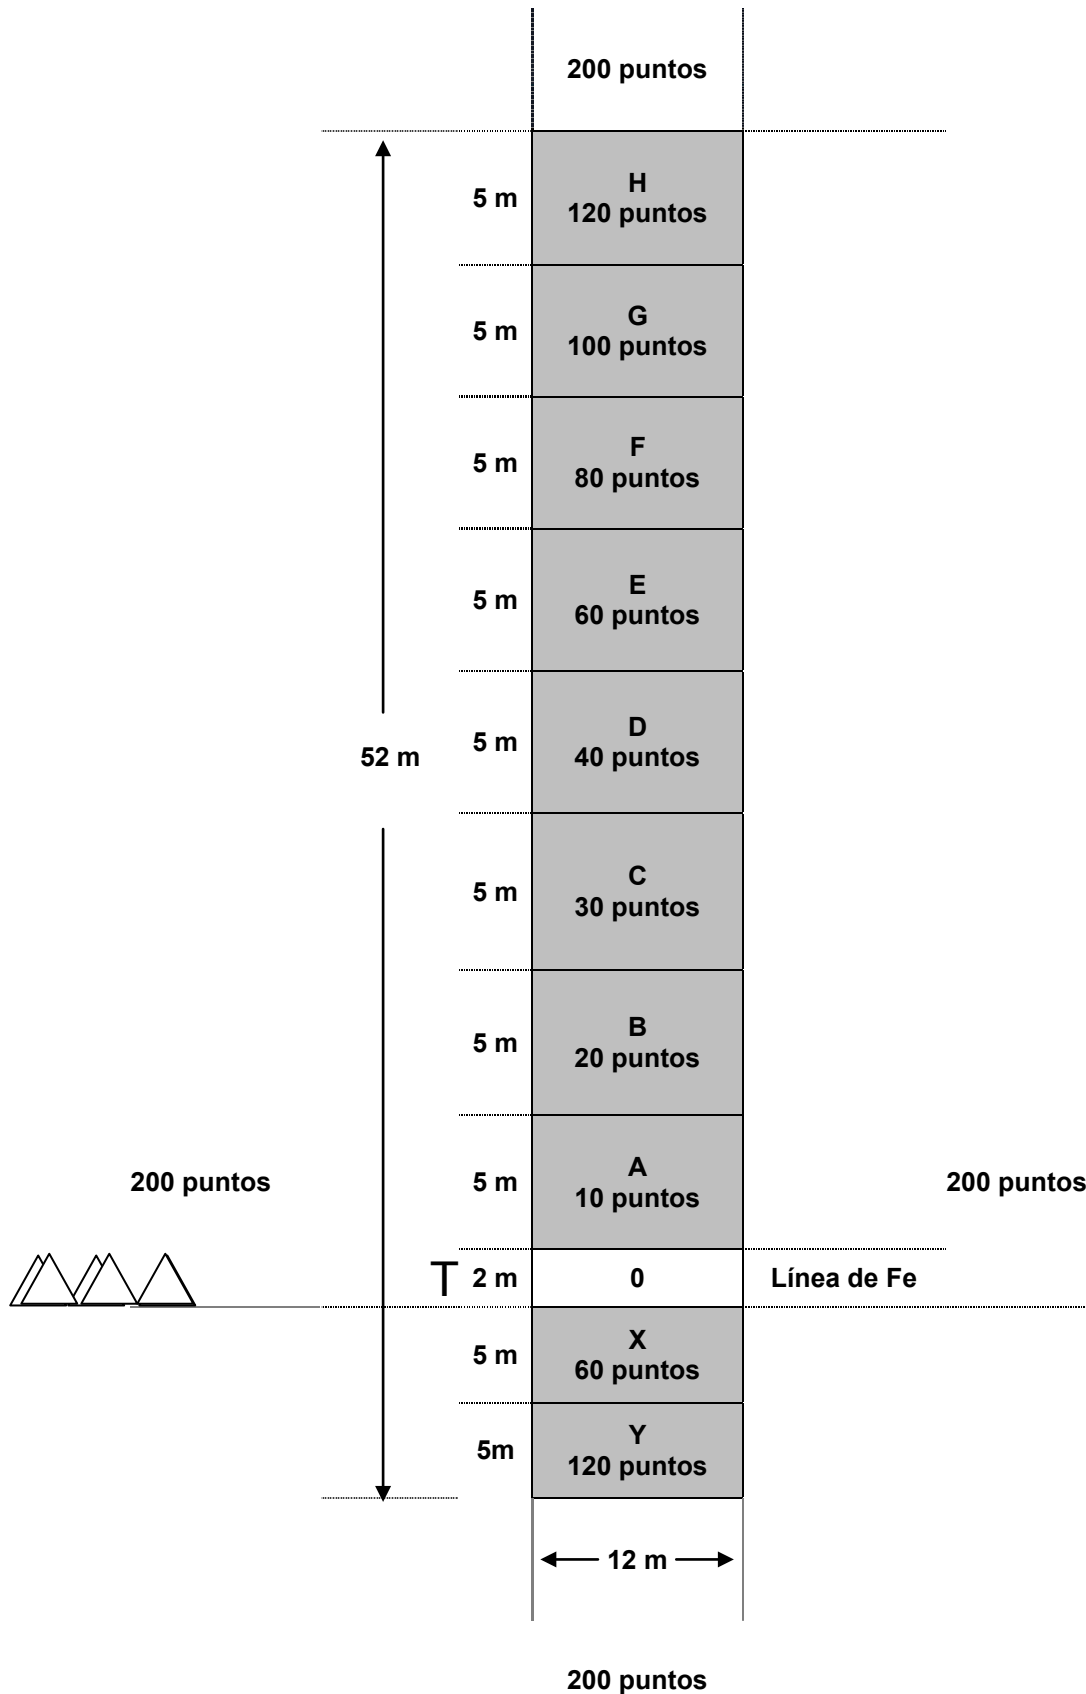 200 puntos
5 m
H
120 puntos
5 m
G
100 puntos
5 m
F
80 puntos
5 m
E
60 puntos
52 m
5 m
D
40 puntos
5 m
C
30 puntos
5 m
B
20 puntos
200 puntos
5 m
A
10 puntos
200 puntos
T 2 m
0
Línea de Fe
5 m
X
60 puntos
5m
Y
120 puntos
12 m
200 puntos